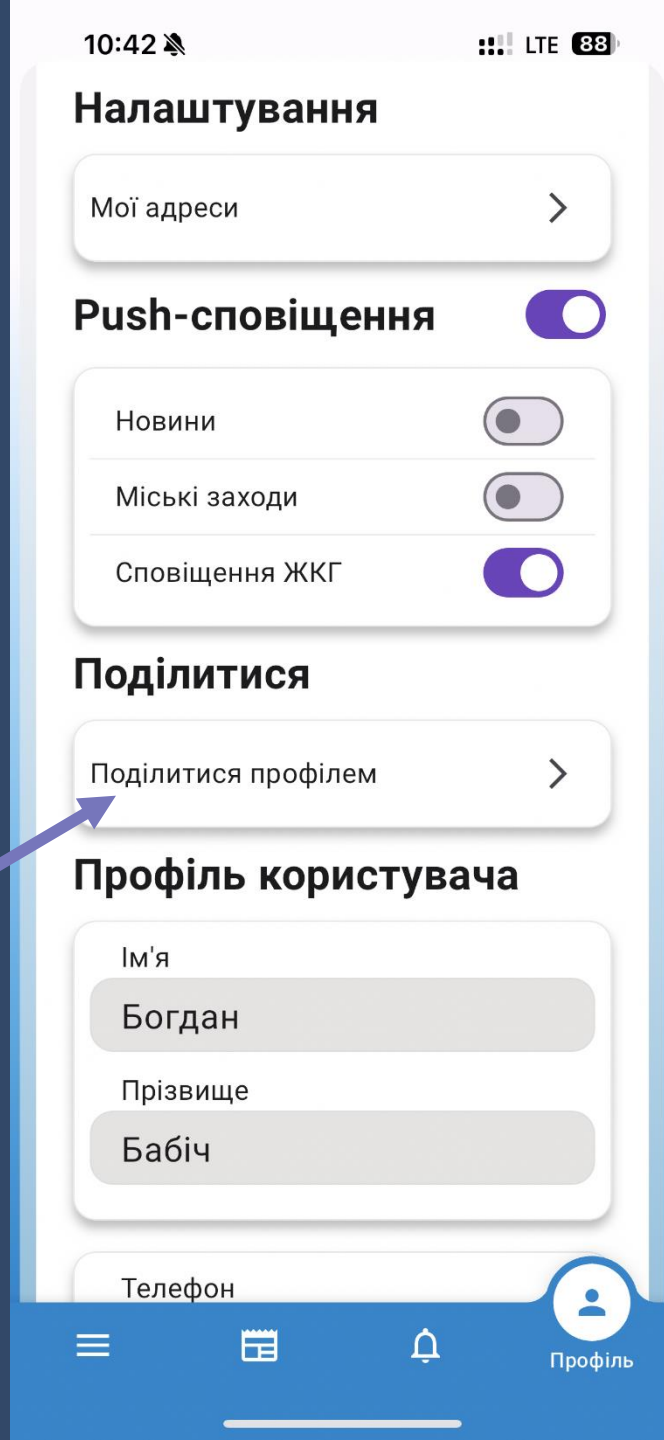 10:42
LTE 88
Налаштування
Мої адреси
Push-сповіщення
Новини
Міські заходи
Сповіщення ЖКГ
Поділитися
Поділитися профілем
Профіль користувача
Ім'я
Богдан
Прізвище
Бабіч
Телефон
Профіль